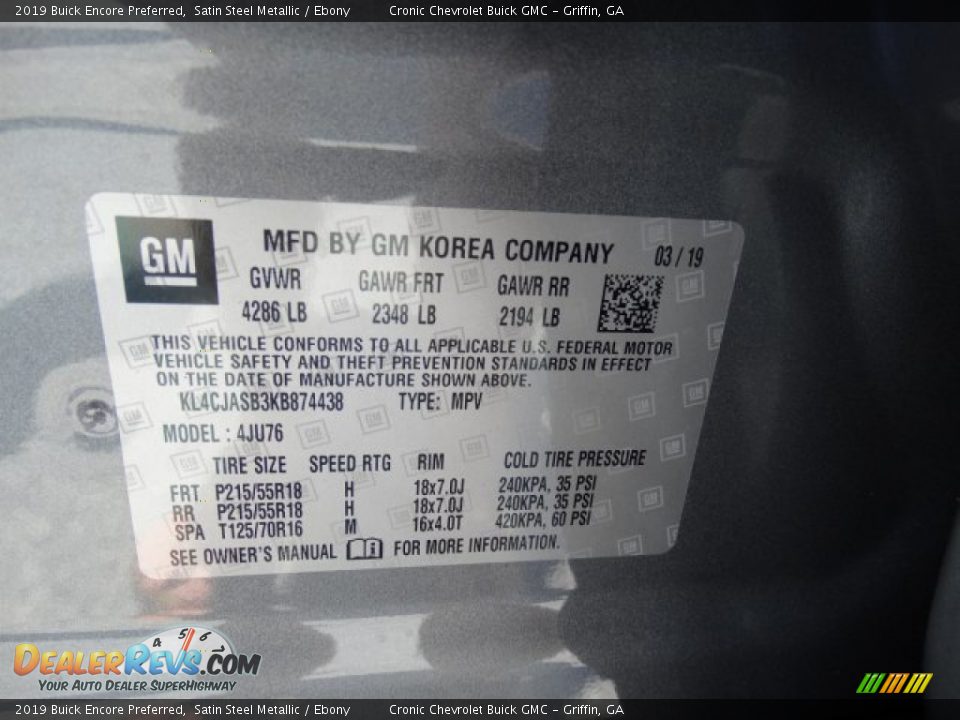 2019 Buick Encore Preferred,  Satin Steel Metallic / Ebony    Cronic Chevrolet Buick GMC – Griffin, GA
GM MFD BY GM KOREA COMPANY 03 / 19
GVWR GAWR FRT GAWR RR
4286 LB 2348 LB 2194 LB
THIS VEHICLE CONFORMS TO ALL APPLICABLE U.S. FEDERAL MOTOR
VEHICLE SAFETY AND THEFT PREVENTION STANDARDS IN EFFECT
ON THE DATE OF MANUFACTURE SHOWN ABOVE.
KL4CJASB3KB874438 TYPE: MPV
MODEL : 4JU76
TIRE SIZE SPEED RTG RIM COLD TIRE PRESSURE
FRT P215/55R18 H 18x7.0J 240KPA, 35 PSI
RR P215/55R18 H 18x7.0J 240KPA, 35 PSI
SPA T125/70R16 M 16x4.0T 420KPA, 60 PSI
SEE OWNER'S MANUAL FOR MORE INFORMATION.
4 5 6
DealerRevs.com
Your Auto Dealer SuperHighway
2019 Buick Encore Preferred,  Satin Steel Metallic / Ebony    Cronic Chevrolet Buick GMC – Griffin, GA